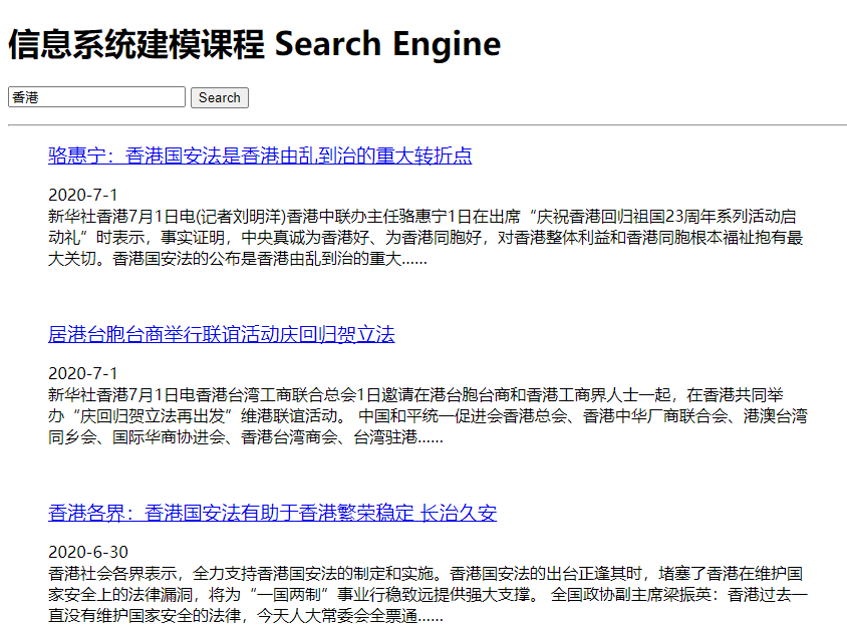 信息系统建模课程 Search Engine
香港 Search
骆惠宁：香港国安法是香港由乱到治的重大转折点
2020-7-1
新华社香港7月1日电(记者刘明洋)香港中联办主任骆惠宁1日在出席“庆祝香港回归祖国23周年系列活动启
动礼”时表示，事实证明，中央真诚为香港好、为香港同胞好，对香港整体利益和香港同胞根本福祉抱有最
大关切。香港国安法的公布是香港由乱到治的重大......
居港台胞台商举行联谊活动庆回归贺立法
2020-7-1
新华社香港7月1日电香港台湾工商联合总会1日邀请在港台胞台商和香港工商界人士一起，在香港共同举
办“庆回归贺立法再出发”维港联谊活动。 中国和平统一促进会香港总会、香港中华厂商联合会、港澳台湾
同乡会、国际华商协进会、香港台湾商会、台湾驻港......
香港各界：香港国安法有助于香港繁荣稳定 长治久安
2020-6-30
香港社会各界表示，全力支持香港国安法的制定和实施。香港国安法的出台正逢其时，堵塞了香港在维护国
家安全上的法律漏洞，将为“一国两制”事业行稳致远提供强大支撑。 全国政协副主席梁振英：香港过去一
直没有维护国家安全的法律，今天人大常委会全票通......